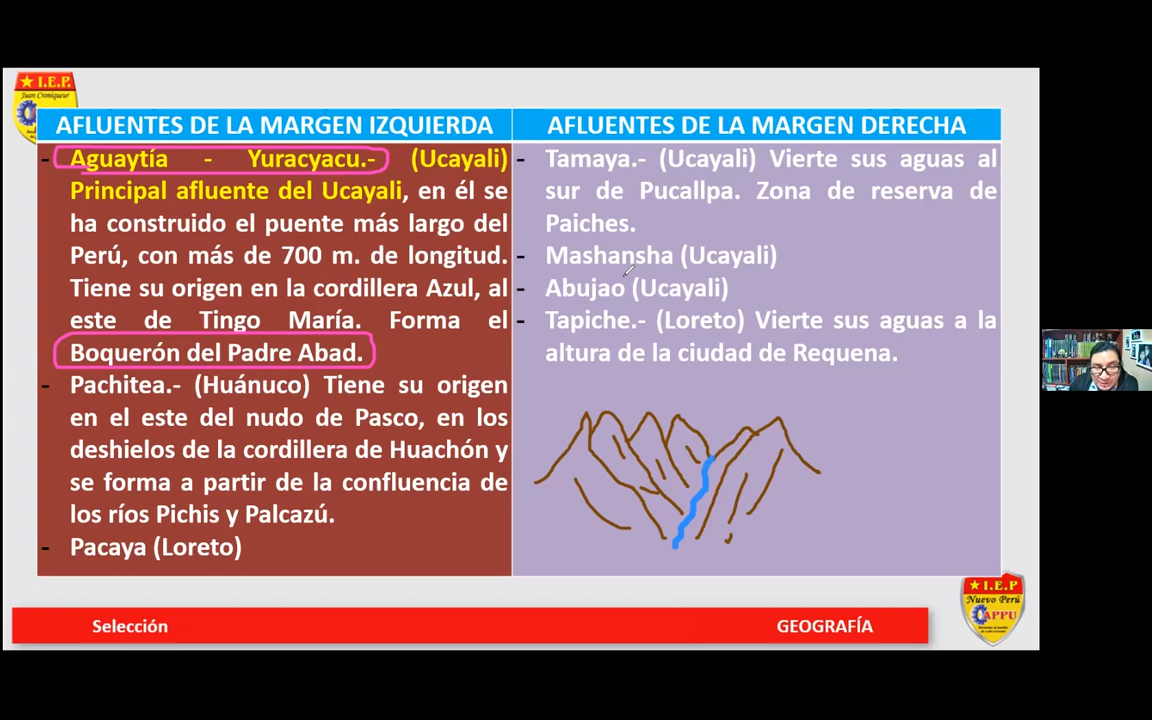 I.E.P.
Juan Croniqueur
AFLUENTES DE LA MARGEN IZQUIERDA
- Aguaytía - Yuracyacu.- (Ucayali)
Principal afluente del Ucayali, en él se
ha construido el puente más largo del
Perú, con más de 700 m. de longitud.
Tiene su origen en la cordillera Azul, al
este de Tingo María. Forma el
Boquerón del Padre Abad.
- Pachitea.- (Huánuco) Tiene su origen
en el este del nudo de Pasco, en los
deshielos de la cordillera de Huachón y
se forma a partir de la confluencia de
los ríos Pichis y Palcazú.
- Pacaya (Loreto)
AFLUENTES DE LA MARGEN DERECHA
- Tamaya.- (Ucayali) Vierte sus aguas al
sur de Pucallpa. Zona de reserva de
Paiches.
- Mashansha (Ucayali)
- Abujao (Ucayali)
- Tapiche.- (Loreto) Vierte sus aguas a la
altura de la ciudad de Requena.
Selección
GEOGRAFÍA
I.E.P
Nuevo Perú
CAPPU